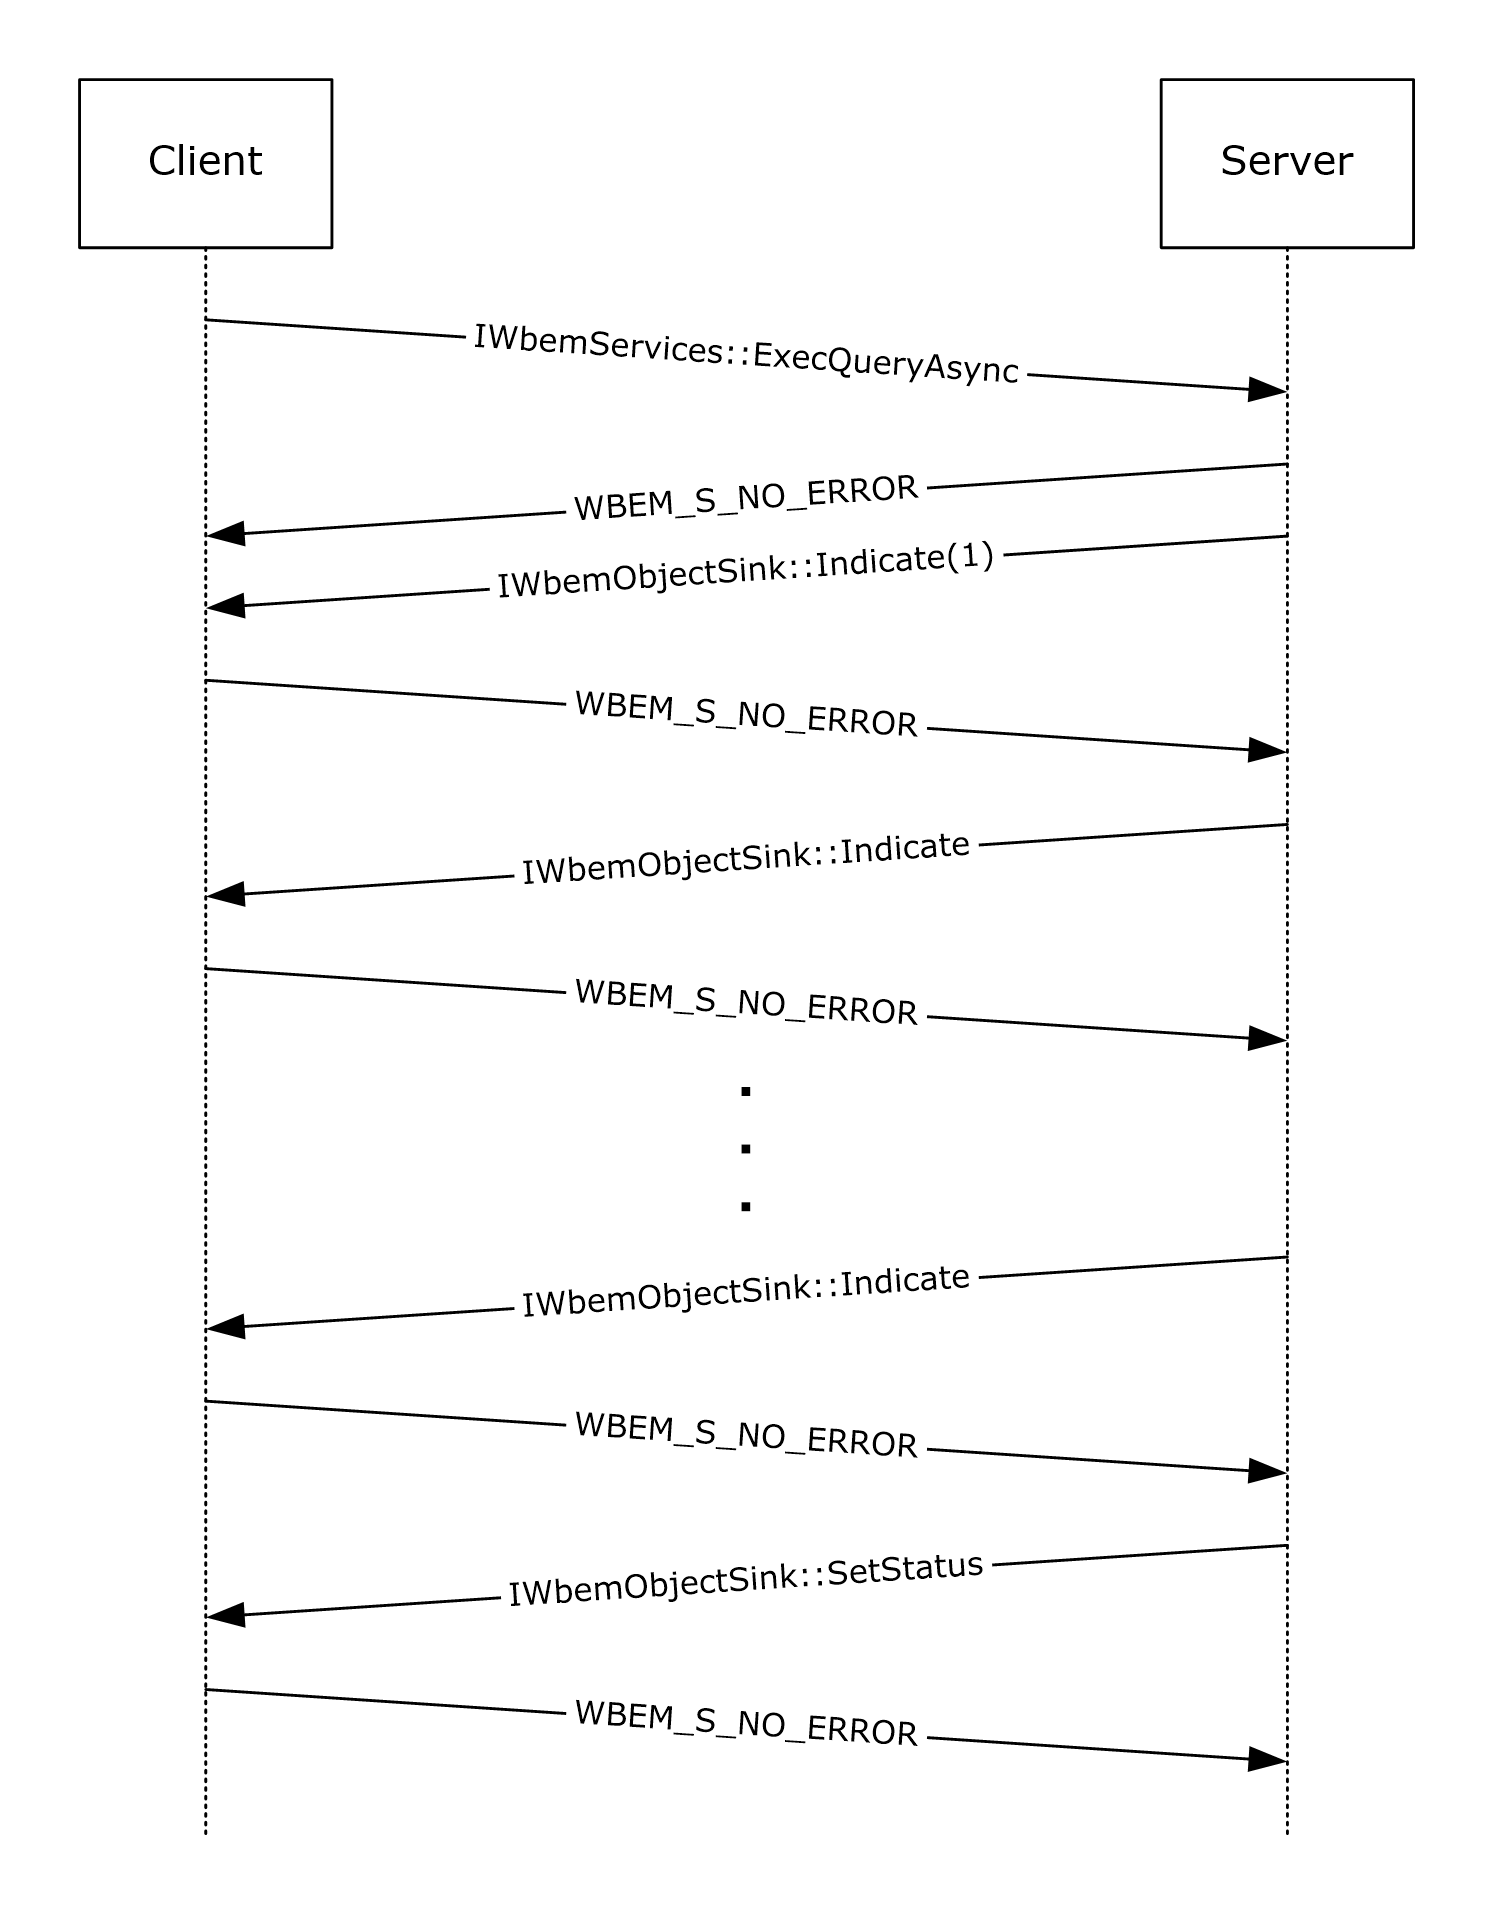 Client
Server
IWbemServices::ExecQueryAsync
WBEM_S_NO_ERROR
IWbemObjectSink::Indicate(1)
WBEM_S_NO_ERROR
IWbemObjectSink::Indicate
WBEM_S_NO_ERROR
.
.
.
IWbemObjectSink::Indicate
WBEM_S_NO_ERROR
IWbemObjectSink::SetStatus
WBEM_S_NO_ERROR